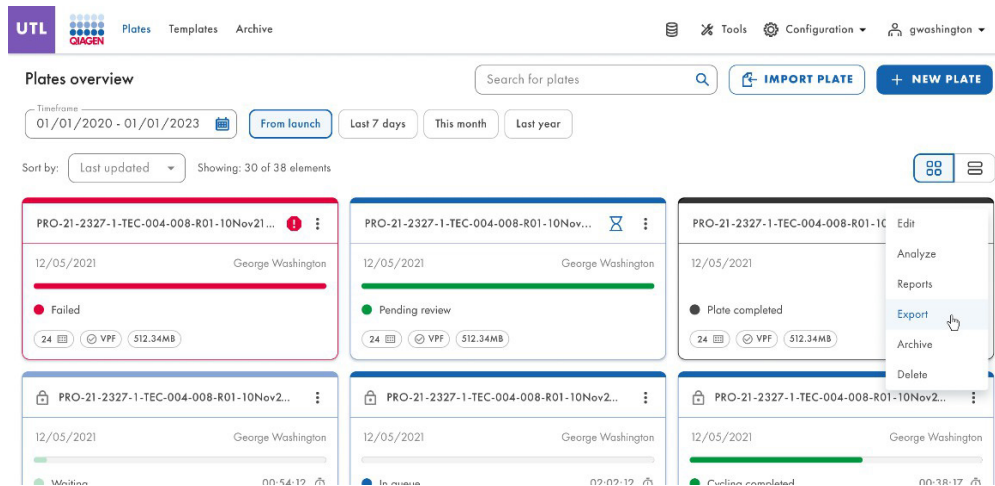 UTL QIAGEN Plates Templates Archive Tools Configuration gwashington
Plates overview Search for plates IMPORT PLATE + NEW PLATE
Timeframe
01/01/2020 - 01/01/2023 From launch Last 7 days This month Last year
Sort by: Last updated Showing: 30 of 38 elements
PRO-21-2327-1-TEC-004-008-R01-10Nov21... PRO-21-2327-1-TEC-004-008-R01-10Nov... PRO-21-2327-1-TEC-004-008-R01-10
12/05/2021 George Washington 12/05/2021 George Washington 12/05/2021
Failed Pending review Plate completed
24 VPF 512.34MB 24 VPF 512.34MB 24 VPF 512.34MB
Edit
Analyze
Reports
Export
Archive
Delete
PRO-21-2327-1-TEC-004-008-R01-10Nov2... PRO-21-2327-1-TEC-004-008-R01-10Nov2... PRO-21-2327-1-TEC-004-008-R01-10Nov2...
12/05/2021 George Washington 12/05/2021 George Washington 12/05/2021 George Washington
Waiting 00:54:12 In queue 02:02:12 Cycling completed 00:38:17